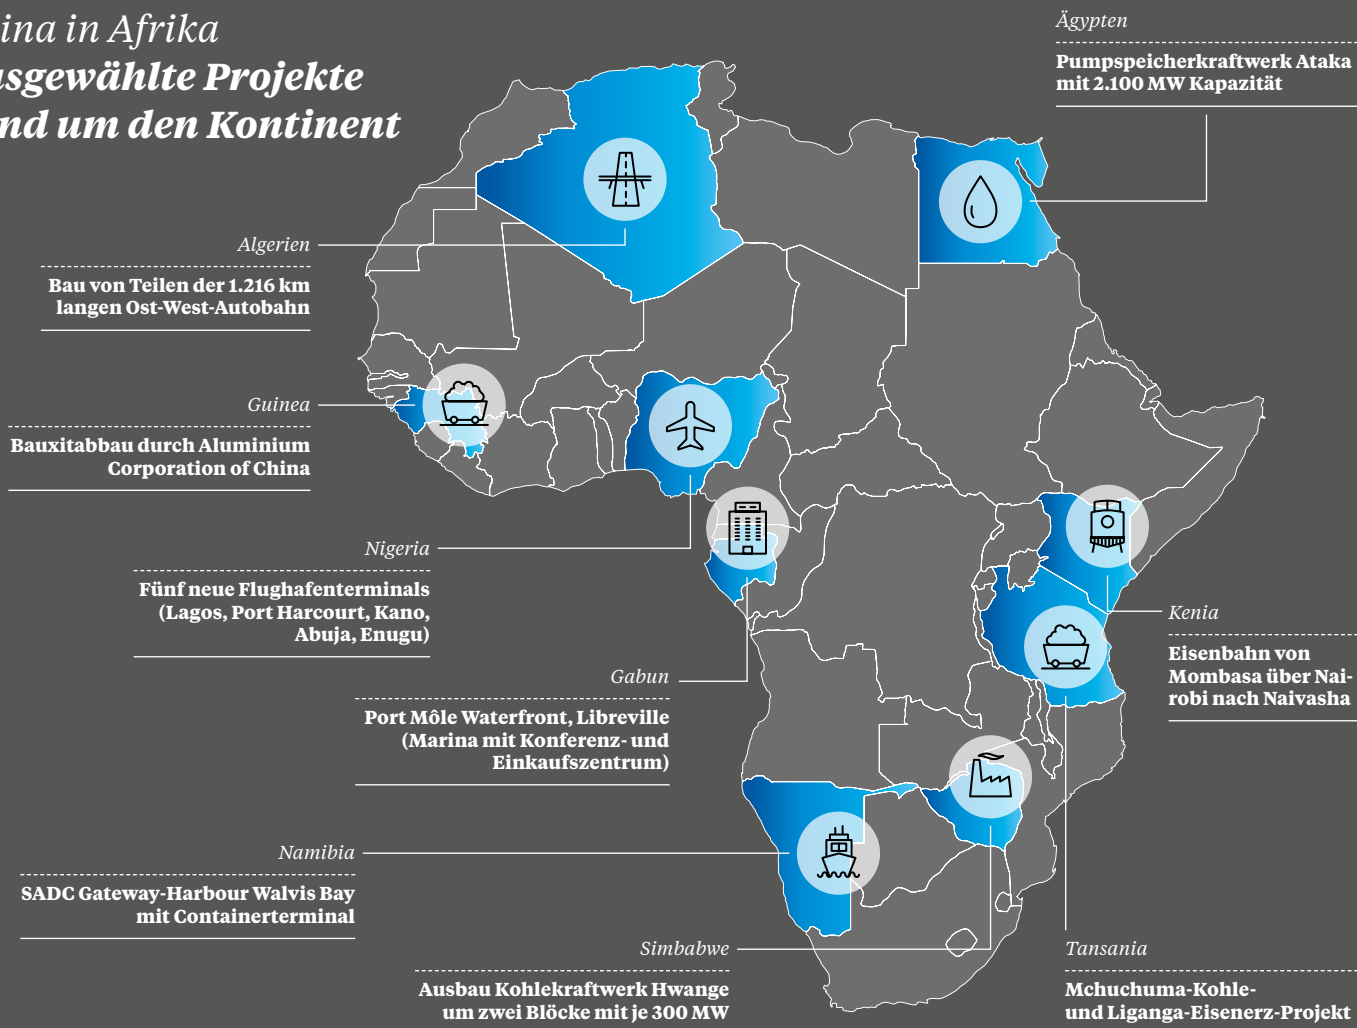 ina in Afrika
usgewählte Projekte
nd um den Kontinent
Ägypten
Pumpspeicherkraftwerk Ataka
mit 2.100 MW Kapazität
Algerien
Bau von Teilen der 1.216 km
langen Ost-West-Autobahn
Guinea
Bauxitabbau durch Aluminium
Corporation of China
Nigeria
Fünf neue Flughafenterminals
(Lagos, Port Harcourt, Kano,
Abuja, Enugu)
Gabun
Port Môle Waterfront, Libreville
(Marina mit Konferenz- und
Einkaufszentrum)
Kenia
Eisenbahn von
Mombasa über Nai-
robi nach Naivasha
Namibia
SADC Gateway-Harbour Walvis Bay
mit Containerterminal
Simbabwe
Ausbau Kohlekraftwerk Hwange
um zwei Blöcke mit je 300 MW
Tansania
Mchuchuma-Kohle-
und Liganga-Eisenerz-Projekt